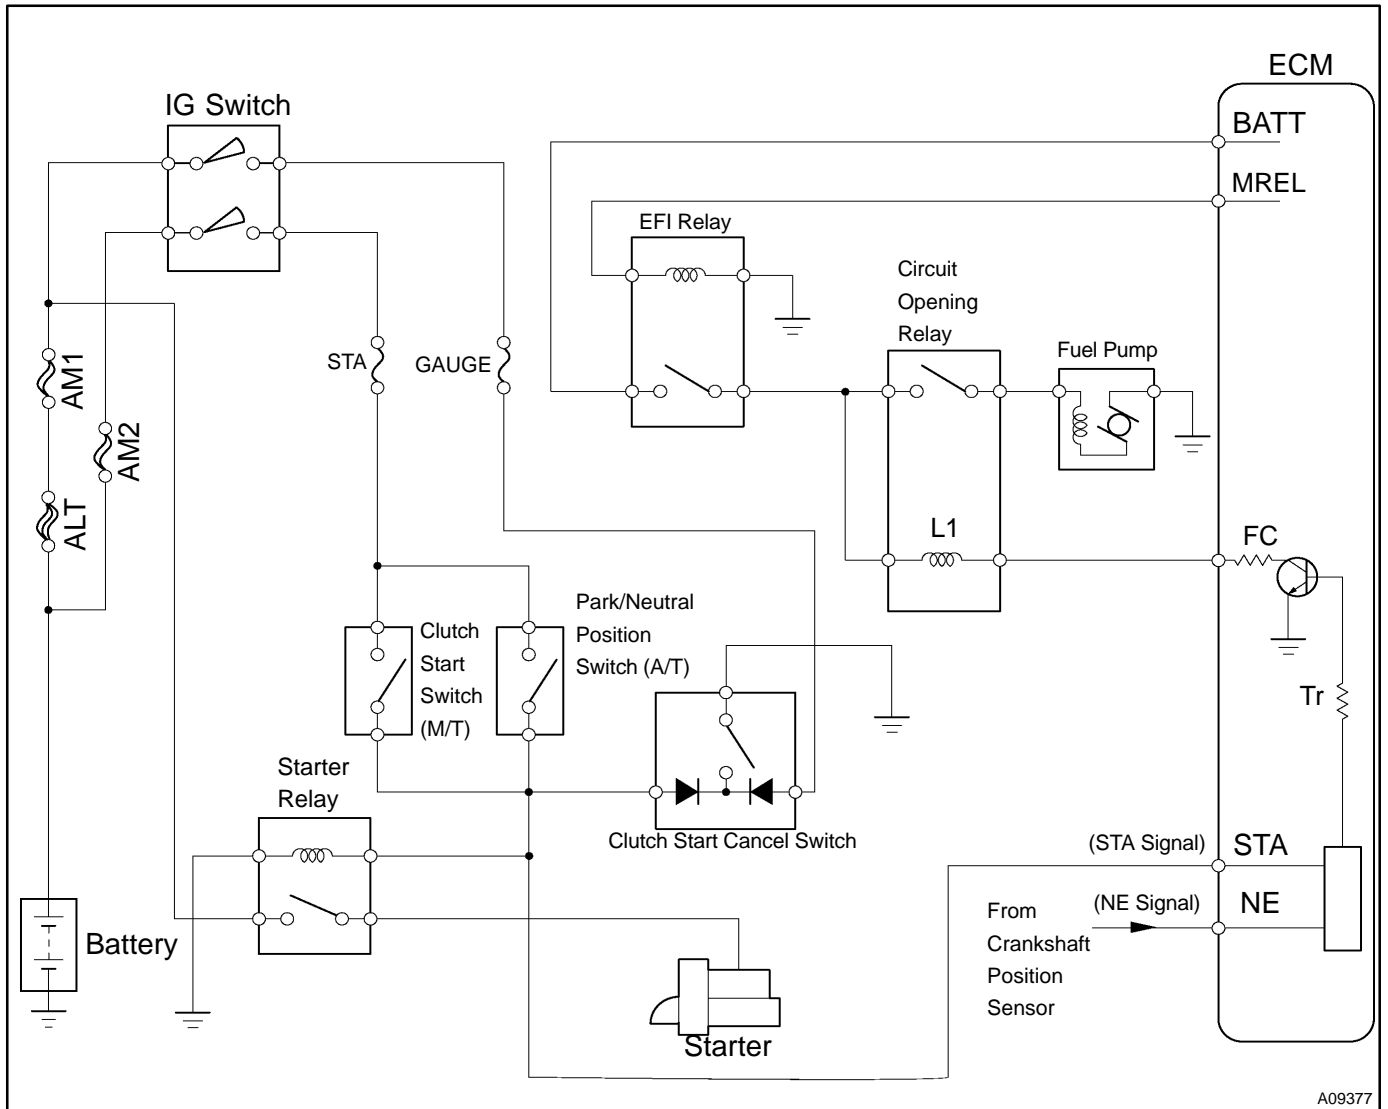 ECM
IG Switch
BATT
MREL
EFI Relay
Circuit
Opening
Relay
Fuel Pump
STA
GAUGE
AM1
AM2
ALT
L1
FC
Clutch
Start
Switch
(M/T)
Park/Neutral
Position
Switch (A/T)
Tr
Starter
Relay
Clutch Start Cancel Switch
(STA Signal)
STA
(NE Signal)
NE
From
Crankshaft
Position
Sensor
Battery
Starter
A09377